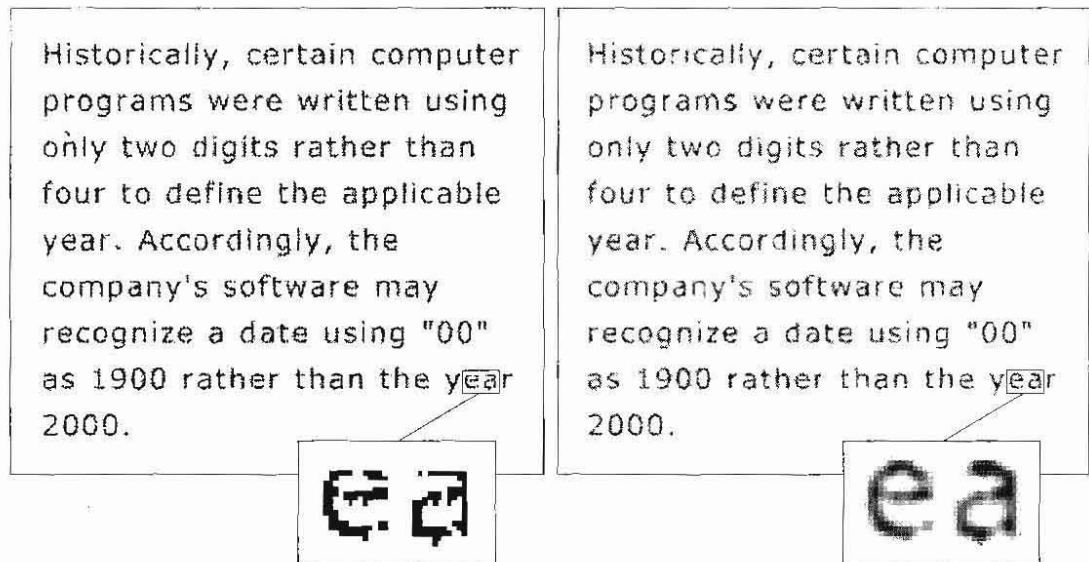 Historically, certain computer
programs were written using
only two digits rather than
four to define the applicable
year. Accordingly, the
company's software may
recognize a date using "00"
as 1900 rather than the year
2000.
ea
Historically, certain computer
programs were written using
only two digits rather than
four to define the applicable
year. Accordingly, the
company's software may
recognize a date using "00"
as 1900 rather than the year
2000.
ea